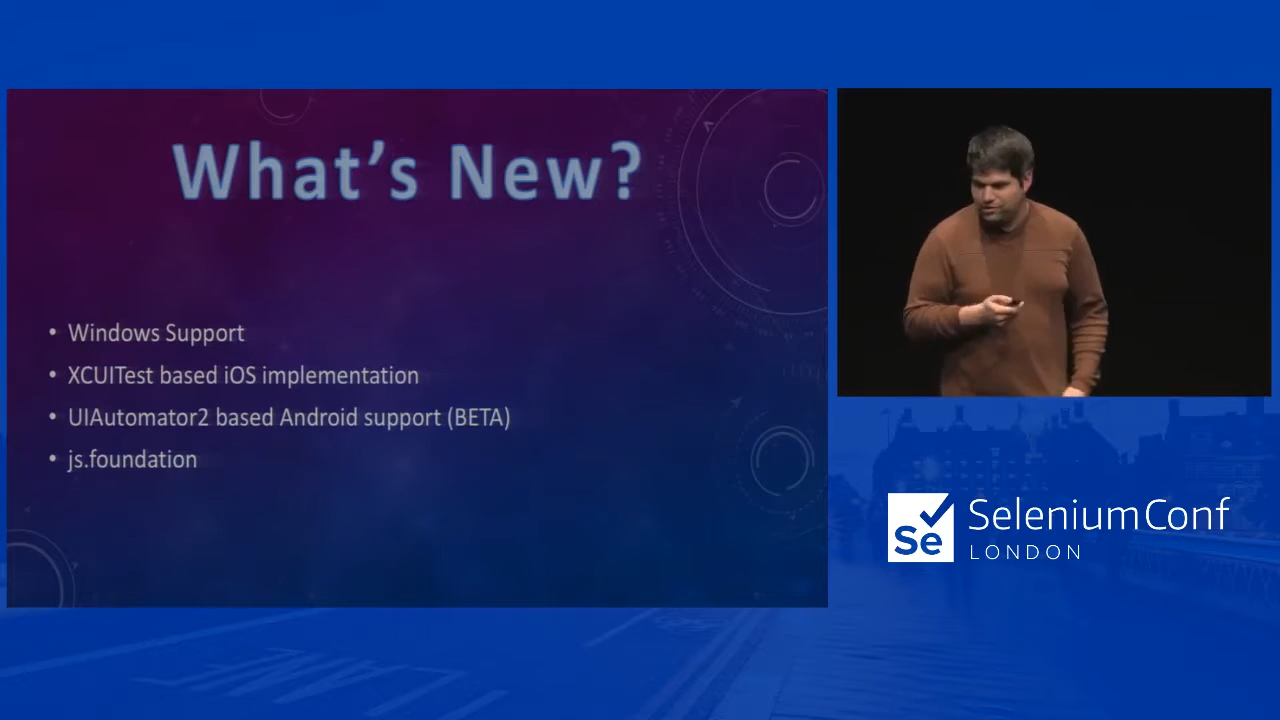 What's New?
• Windows Support
• XCUITest based iOS implementation
• UIAutomator2 based Android support (BETA)
• js.foundation
Se
SeleniumConf
LONDON